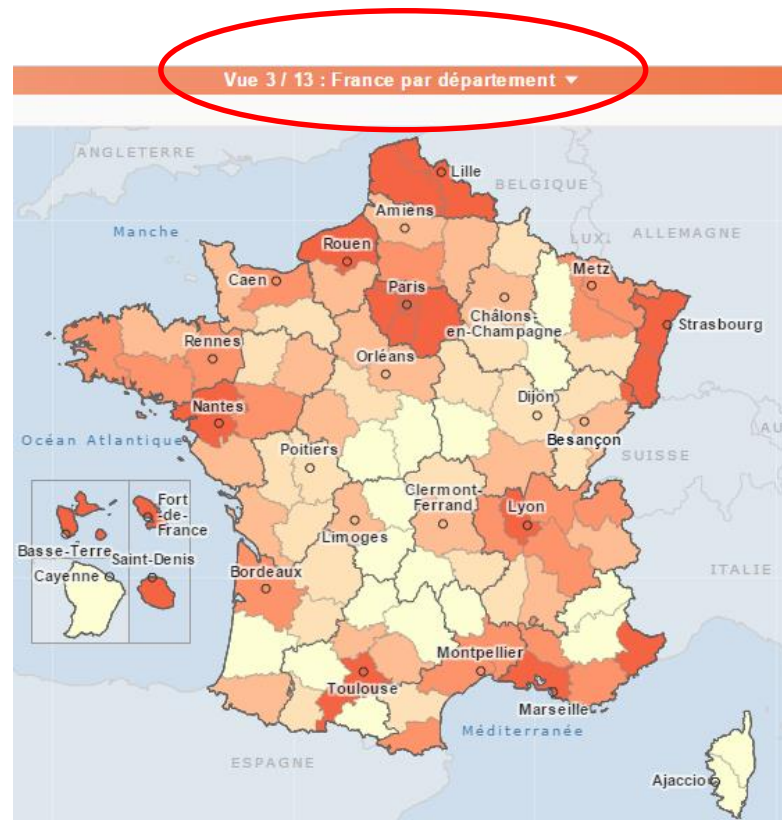 Vue 3 / 13 : France par département
ANGLETERRE
Lille
BELGIQUE
Amiens
Manche
Rouen
LUX.
ALLEMAGNE
Metz
Caen
Paris
Châlons-
en-Champagne
Strasbourg
Rennes
Orléans
Dijon
Nantes
Besançon
Océan Atlantique
AU
Poitiers
SUISSE
Clermont-
Ferrand
Lyon
Fort
-de-
France
Limoges
Basse-Terre
Saint-Denis
Cayenne
Bordeaux
ITALIE
Montpellier
Toulouse
Marseille
Méditerranée
ESPAGNE
Ajaccio